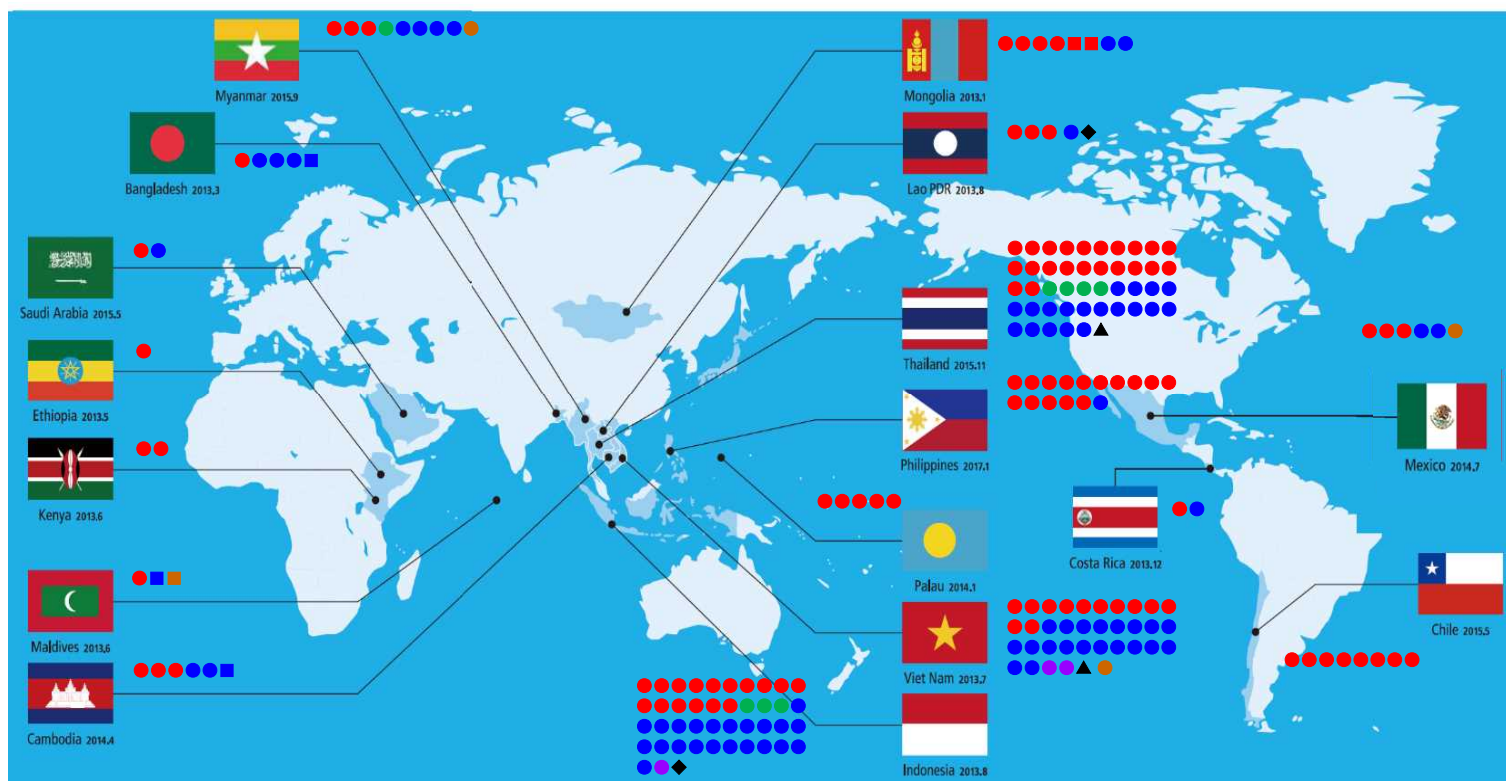 Myanmar 2015.9
Mongolia 2013.1
Bangladesh 2013.3
Lao PDR 2013.8
Saudi Arabia 2015.5
Thailand 2015.11
Ethiopia 2013.5
Philippines 2017.1
Mexico 2014.7
Kenya 2013.6
Costa Rica 2013.12
Palau 2014.1
Maldives 2013.6
Viet Nam 2013.7
Chile 2015.5
Cambodia 2014.4
Indonesia 2013.8